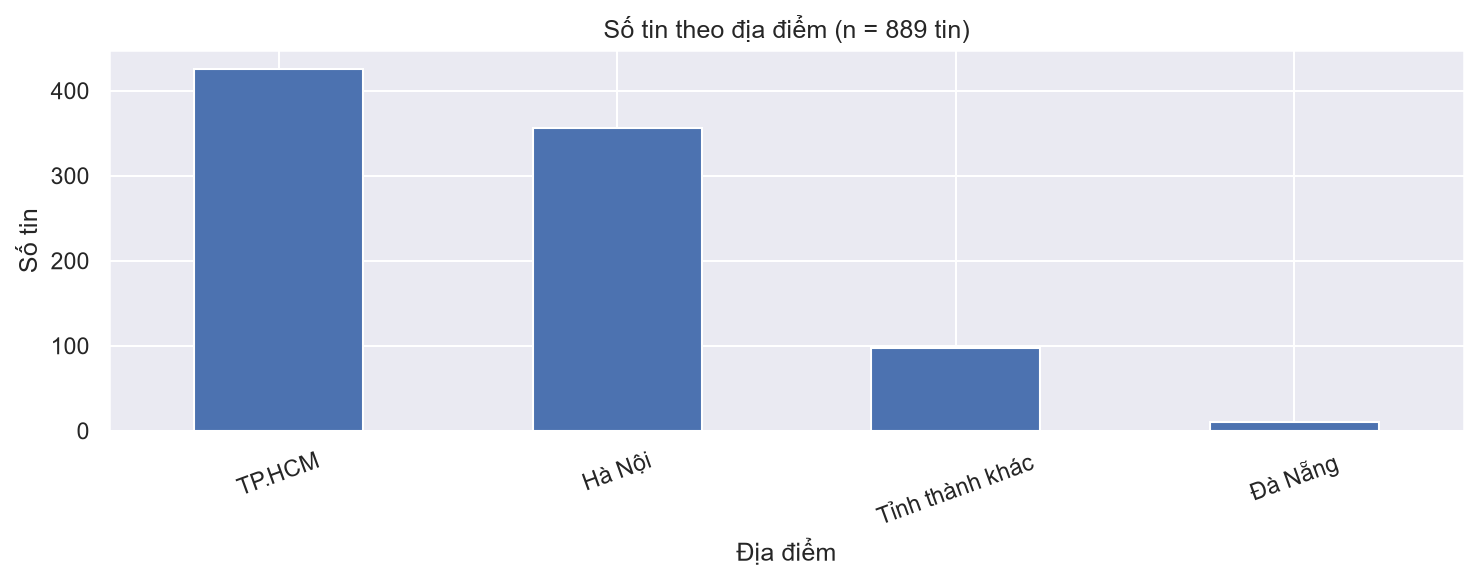 Số tin theo địa điểm (n = 889 tin)
Số tin
400
300
200
100
0
TP.HCM
Hà Nội
Tỉnh thành khác
Đà Nẵng
Địa điểm